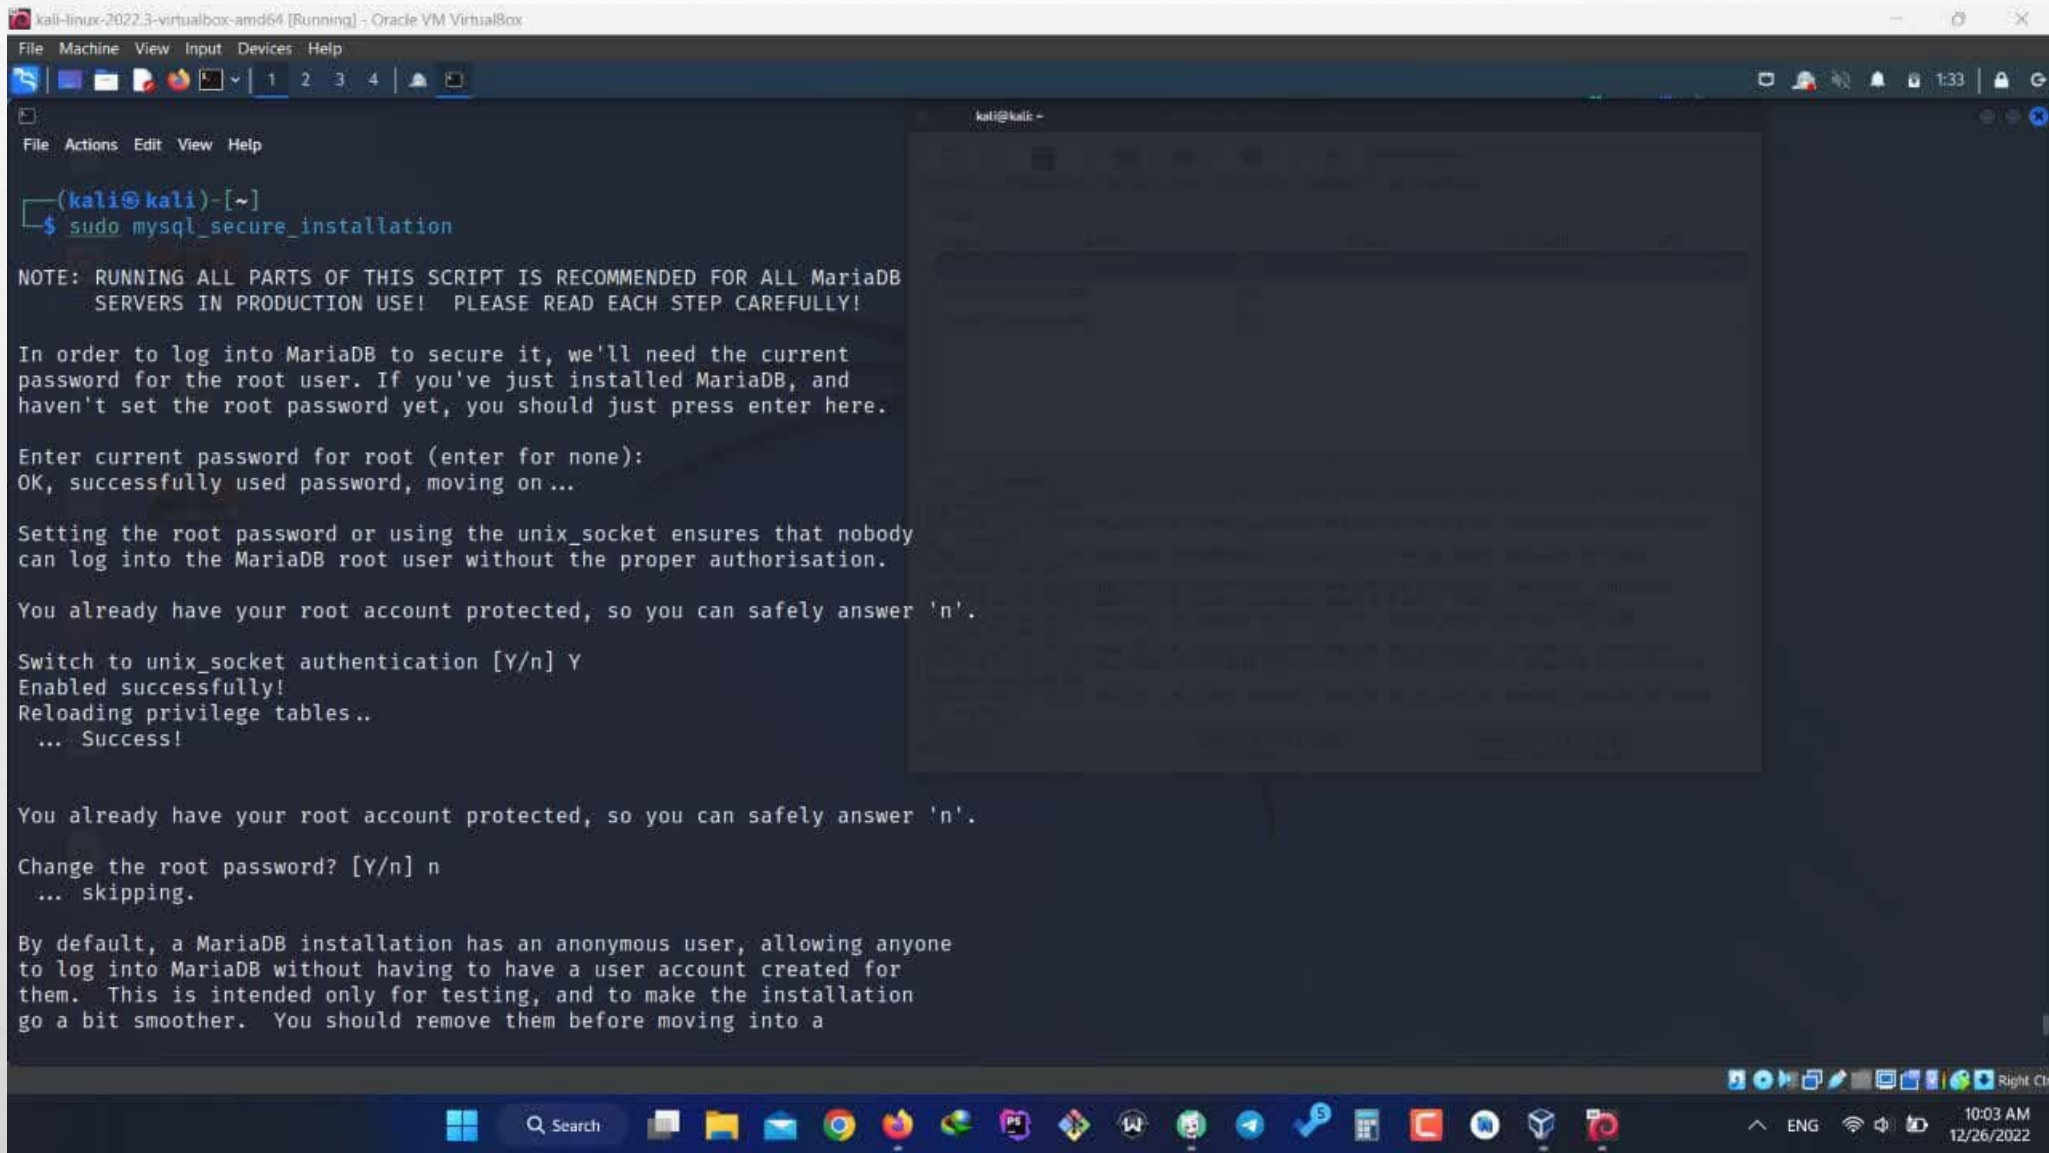 kali-linux-2022.3-virtualbox-amd64 [Running] - Oracle VM VirtualBox
File Machine View Input Devices Help
1 2 3 4
1:33
kali@kali: ~
File Actions Edit View Help
(kali㉿kali)-[~]
$ sudo mysql_secure_installation
NOTE: RUNNING ALL PARTS OF THIS SCRIPT IS RECOMMENDED FOR ALL MariaDB
SERVERS IN PRODUCTION USE!  PLEASE READ EACH STEP CAREFULLY!
In order to log into MariaDB to secure it, we'll need the current
password for the root user. If you've just installed MariaDB, and
haven't set the root password yet, you should just press enter here.
Enter current password for root (enter for none):
OK, successfully used password, moving on...
Setting the root password or using the unix_socket ensures that nobody
can log into the MariaDB root user without the proper authorisation.
You already have your root account protected, so you can safely answer 'n'.
Switch to unix_socket authentication [Y/n] Y
Enabled successfully!
Reloading privilege tables..
... Success!
You already have your root account protected, so you can safely answer 'n'.
Change the root password? [Y/n] n
... skipping.
By default, a MariaDB installation has an anonymous user, allowing anyone
to log into MariaDB without having to have a user account created for
them.  This is intended only for testing, and to make the installation
go a bit smoother.  You should remove them before moving into a
Right Ct
Search
PS
5
ENG
10:03 AM
12/26/2022